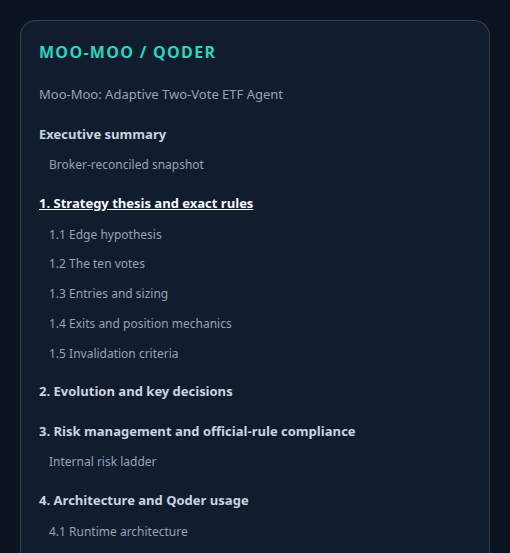 MOO-MOO / QODER
Moo-Moo: Adaptive Two-Vote ETF Agent
Executive summary
Broker-reconciled snapshot
1. Strategy thesis and exact rules
1.1 Edge hypothesis
1.2 The ten votes
1.3 Entries and sizing
1.4 Exits and position mechanics
1.5 Invalidation criteria
2. Evolution and key decisions
3. Risk management and official-rule compliance
Internal risk ladder
4. Architecture and Qoder usage
4.1 Runtime architecture